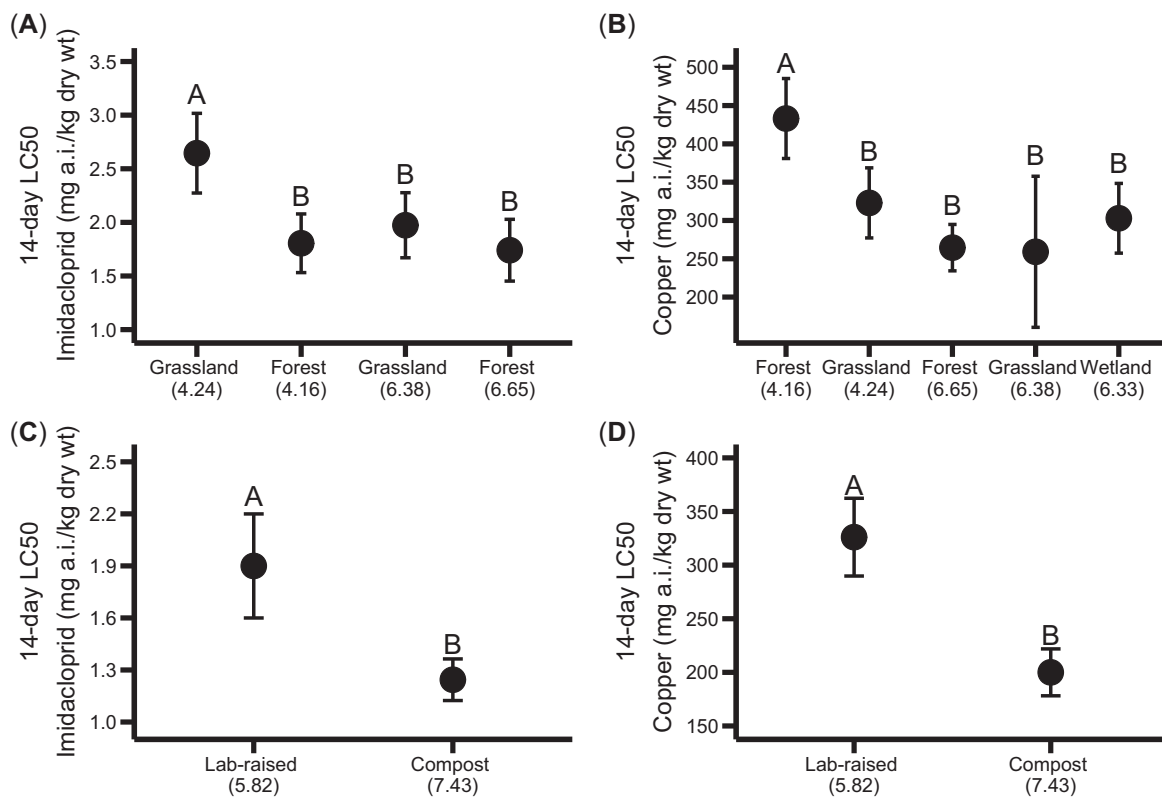 (A)
14-day LC50
Imidacloprid (mg a.i./kg dry wt)
3.5
3.0
2.5
2.0
1.5
1.0
A
B
B
B
Grassland Forest Grassland Forest
(4.24) (4.16) (6.38) (6.65)
(B)
14-day LC50
Copper (mg a.i./kg dry wt)
500
450
400
350
300
250
200
A
B
B
B
B
Forest Grassland Forest Grassland Wetland
(4.16) (4.24) (6.65) (6.38) (6.33)
(C)
14-day LC50
Imidacloprid (mg a.i./kg dry wt)
2.5
2.2
1.9
1.6
1.3
1.0
A
B
Lab-raised Compost
(5.82) (7.43)
(D)
14-day LC50
Copper (mg a.i./kg dry wt)
400
350
300
250
200
150
A
B
Lab-raised Compost
(5.82) (7.43)